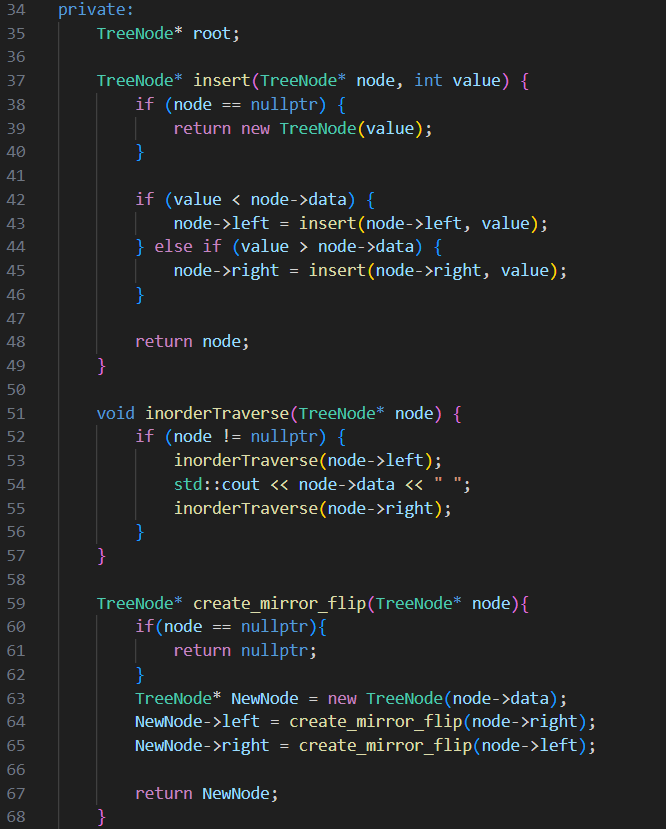 34 private:
35     TreeNode* root;
36
37     TreeNode* insert(TreeNode* node, int value) {
38         if (node == nullptr) {
39             return new TreeNode(value);
40         }
41
42         if (value < node->data) {
43             node->left = insert(node->left, value);
44         } else if (value > node->data) {
45             node->right = insert(node->right, value);
46         }
47
48         return node;
49     }
50
51     void inorderTraverse(TreeNode* node) {
52         if (node != nullptr) {
53             inorderTraverse(node->left);
54             std::cout << node->data << " ";
55             inorderTraverse(node->right);
56         }
57     }
58
59     TreeNode* create_mirror_flip(TreeNode* node){
60         if(node == nullptr){
61             return nullptr;
62         }
63         TreeNode* NewNode = new TreeNode(node->data);
64         NewNode->left = create_mirror_flip(node->right);
65         NewNode->right = create_mirror_flip(node->left);
66
67         return NewNode;
68     }